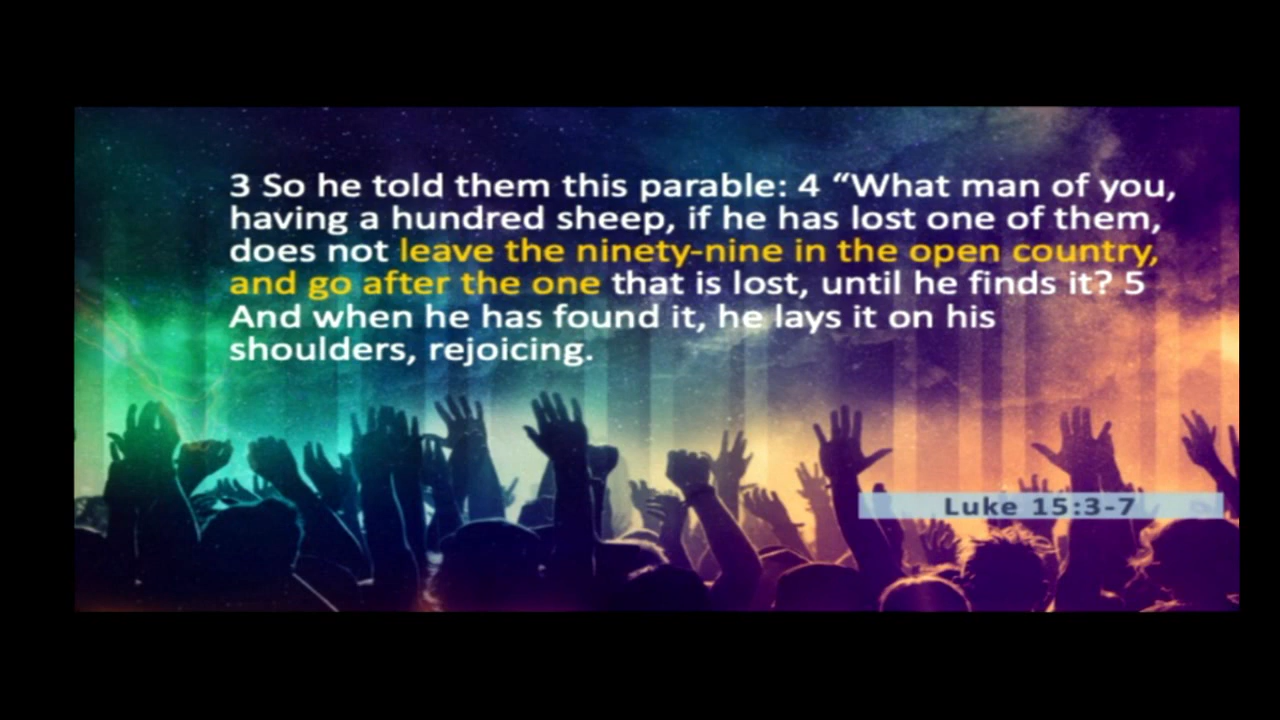 3 So he told them this parable: 4 “What man of you,
having a hundred sheep, if he has lost one of them,
does not leave the ninety-nine in the open country,
and go after the one that is lost, until he finds it? 5
And when he has found it, he lays it on his
shoulders, rejoicing.
Luke 15:3-7